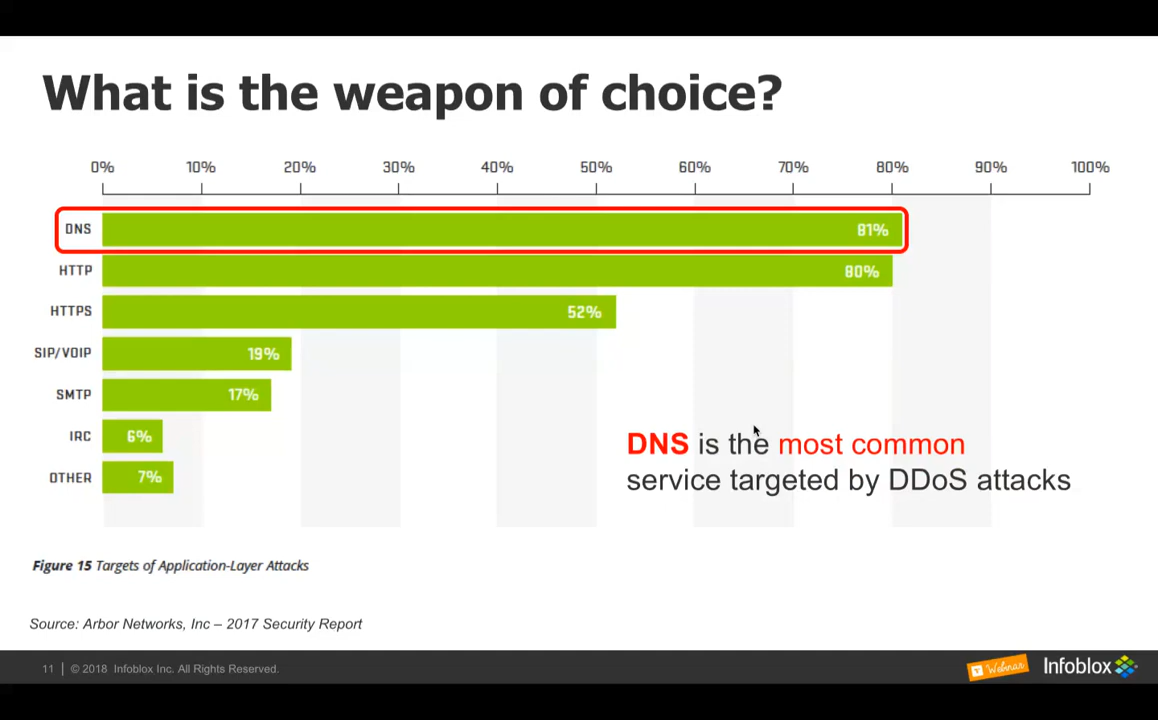 What is the weapon of choice?
0% 10% 20% 30% 40% 50% 60% 70% 80% 90% 100%
DNS 81%
HTTP 80%
HTTPS 52%
SIP/VOIP 19%
SMTP 17%
IRC 6%
OTHER 7%
DNS is the most common
service targeted by DDoS attacks
Figure 15 Targets of Application-Layer Attacks
Source: Arbor Networks, Inc – 2017 Security Report
11 | © 2018 Infoblox Inc. All Rights Reserved.
Webinar
Infoblox